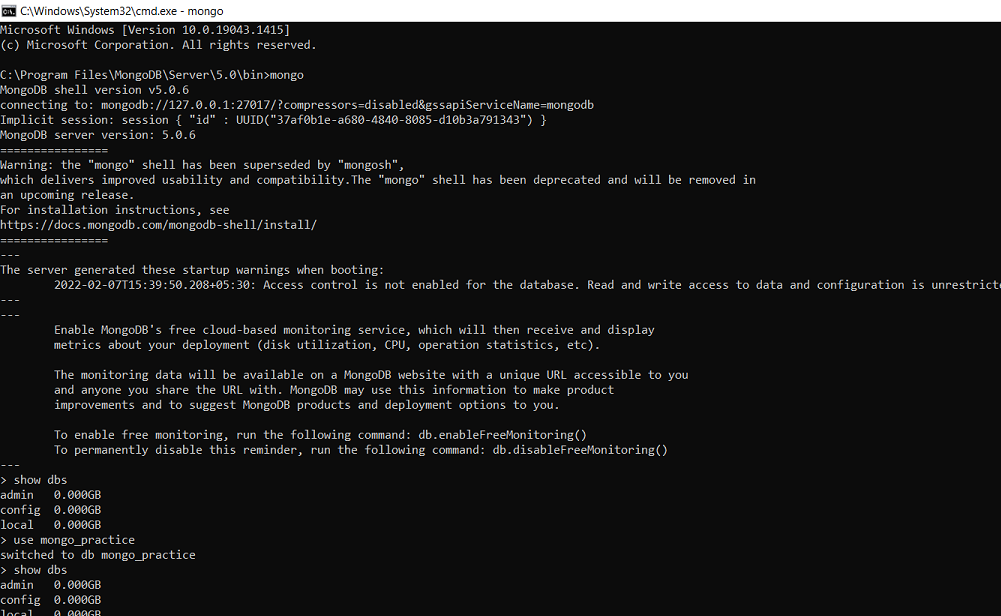 C:\Windows\System32\cmd.exe - mongo
Microsoft Windows [Version 10.0.19043.1415]
(c) Microsoft Corporation. All rights reserved.
C:\Program Files\MongoDB\Server\5.0\bin>mongo
MongoDB shell version v5.0.6
connecting to: mongodb://127.0.0.1:27017/?compressors=disabled&gssapiServiceName=mongodb
Implicit session: session { "id" : UUID("37af0b1e-a680-4840-8085-d10b3a791343") }
MongoDB server version: 5.0.6
================
Warning: the "mongo" shell has been superseded by "mongosh",
which delivers improved usability and compatibility.The "mongo" shell has been deprecated and will be removed in
an upcoming release.
For installation instructions, see
https://docs.mongodb.com/mongodb-shell/install/
================
---
The server generated these startup warnings when booting:
        2022-02-07T15:39:50.208+05:30: Access control is not enabled for the database. Read and write access to data and configuration is unrestricte
---
---
        Enable MongoDB's free cloud-based monitoring service, which will then receive and display
        metrics about your deployment (disk utilization, CPU, operation statistics, etc).
        The monitoring data will be available on a MongoDB website with a unique URL accessible to you
        and anyone you share the URL with. MongoDB may use this information to make product
        improvements and to suggest MongoDB products and deployment options to you.
        To enable free monitoring, run the following command: db.enableFreeMonitoring()
        To permanently disable this reminder, run the following command: db.disableFreeMonitoring()
---
> show dbs
admin   0.000GB
config  0.000GB
local   0.000GB
> use mongo_practice
switched to db mongo_practice
> show dbs
admin   0.000GB
config  0.000GB
local   0.000GB